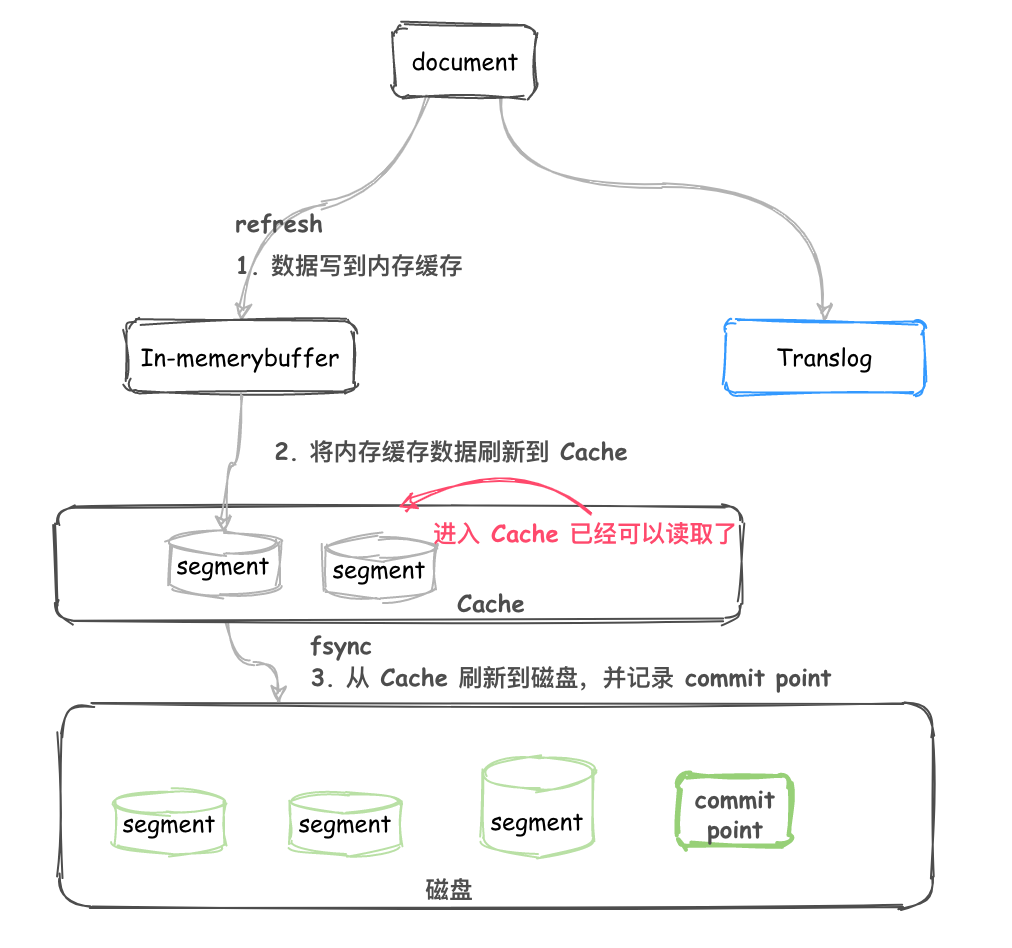 document
refresh
1. 数据写到内存缓存
In-memerybuffer
Translog
2. 将内存缓存数据刷新到 Cache
进入 Cache 已经可以读取了
segment
segment
Cache
fsync
3. 从 Cache 刷新到磁盘，并记录 commit point
segment
segment
segment
commit
point
磁盘